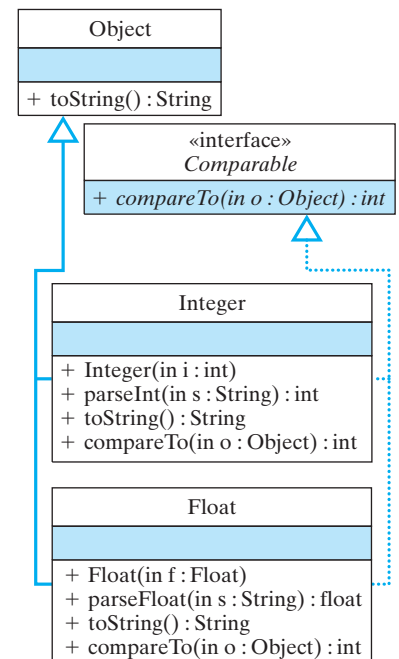 Object
+ toString() : String
«interface»
Comparable
+ compareTo(in o : Object) : int
Integer
+ Integer(in i : int)
+ parseInt(in s : String) : int
+ toString() : String
+ compareTo(in o : Object) : int
Float
+ Float(in f : Float)
+ parseFloat(in s : String) : float
+ toString() : String
+ compareTo(in o : Object) : int